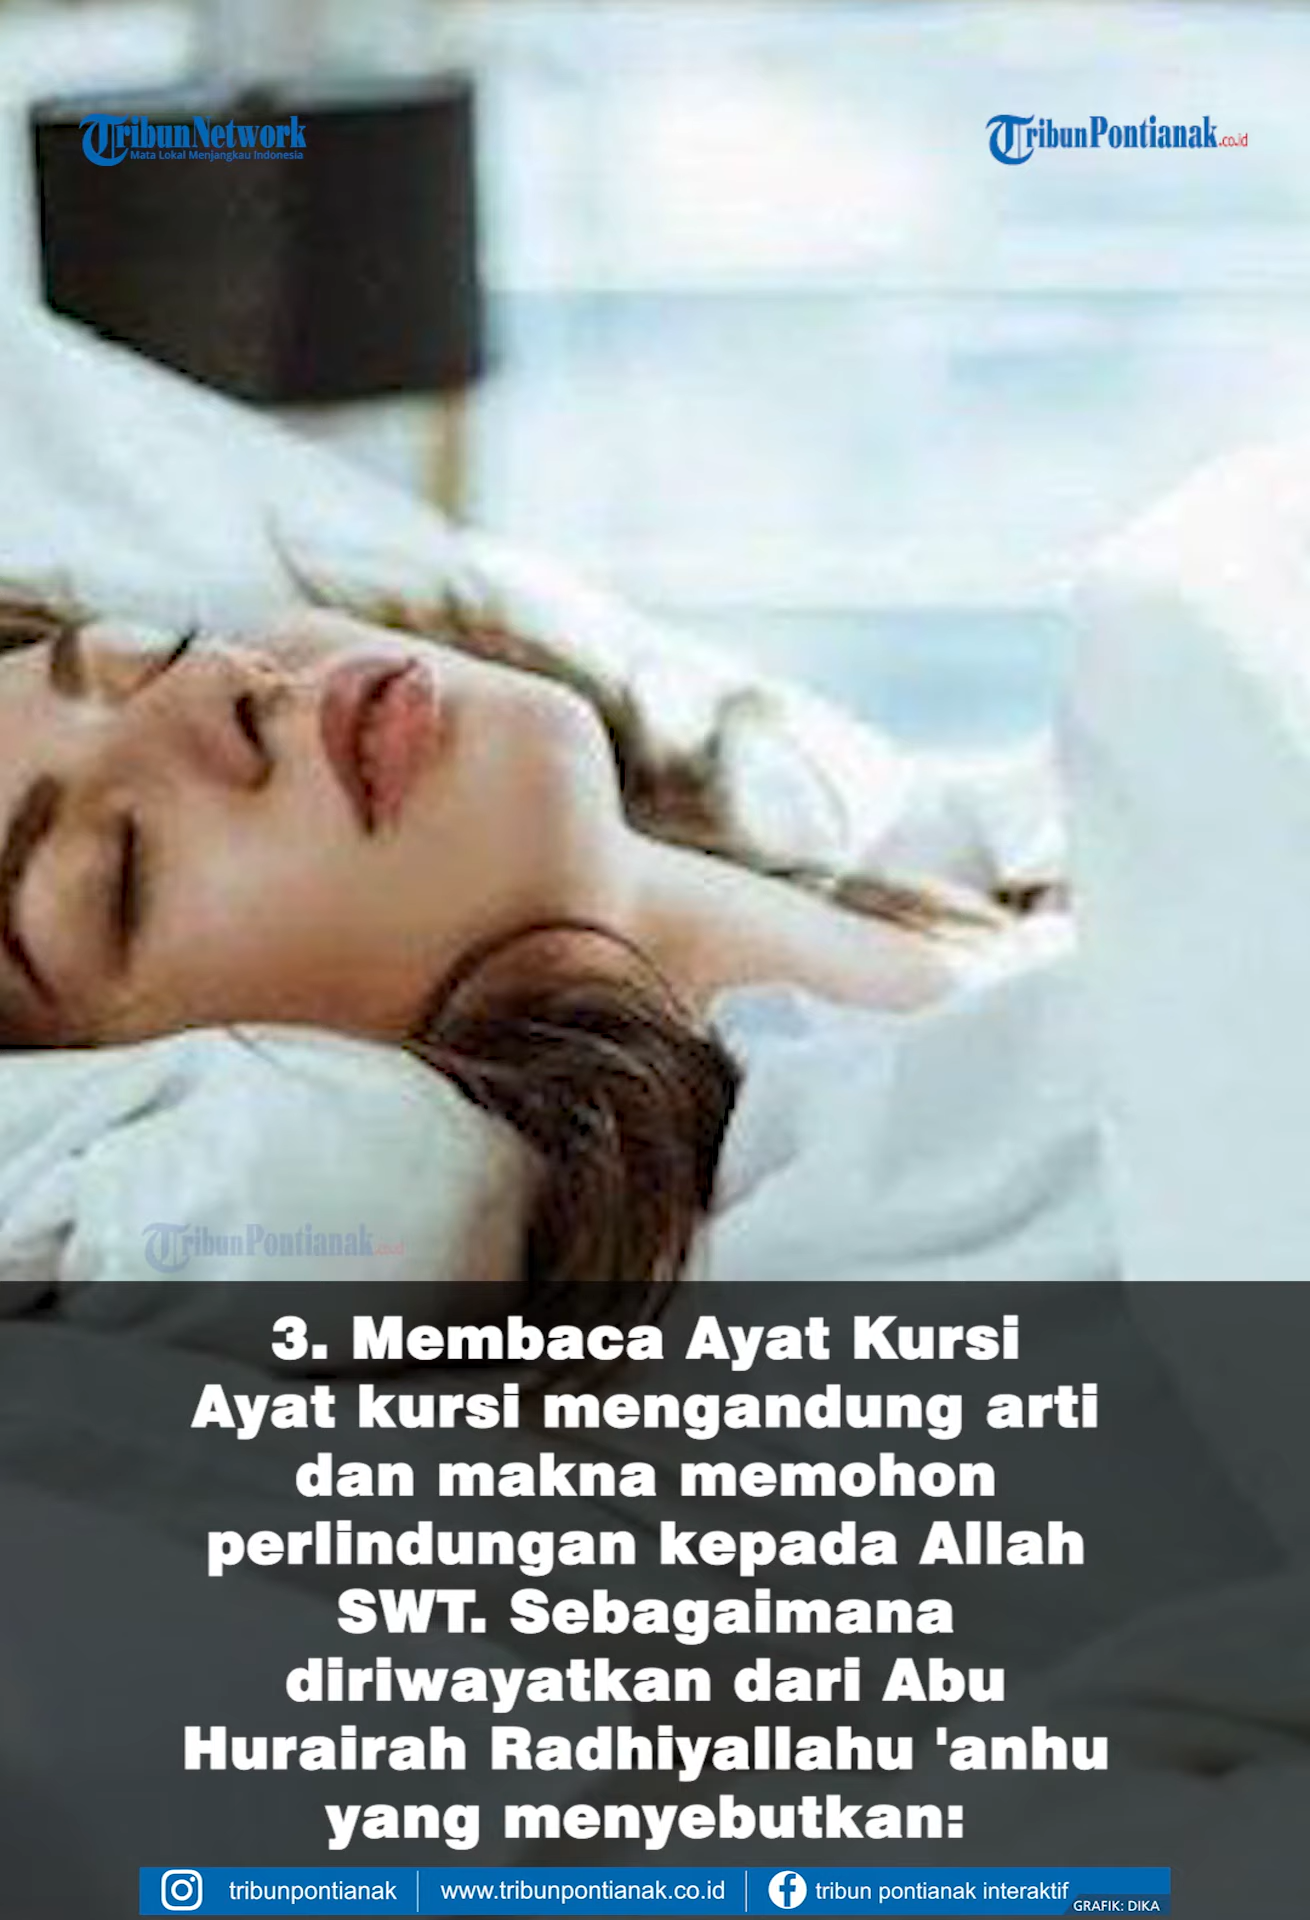 TribunNetwork
Mata Lokal Menjangkau Indonesia
TribunPontianak.co.id
TribunPontianak.co.id
3. Membaca Ayat Kursi
Ayat kursi mengandung arti
dan makna memohon
perlindungan kepada Allah
SWT. Sebagaimana
diriwayatkan dari Abu
Hurairah Radhiyallahu 'anhu
yang menyebutkan:
tribunpontianak
www.tribunpontianak.co.id
tribun pontianak interaktif
GRAFIK: DIKA